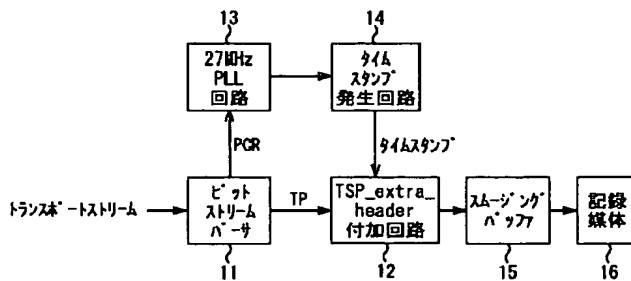 13
14
27MHz
PLL
回路
タイム
スタンプ
発生回路
PCR
タイムスタンプ
トランスポートストリーム
ビット
ストリーム
パーサ
TP
TSP_extra_
header
付加回路
スムージング
バッファ
記録
媒体
11
12
15
16